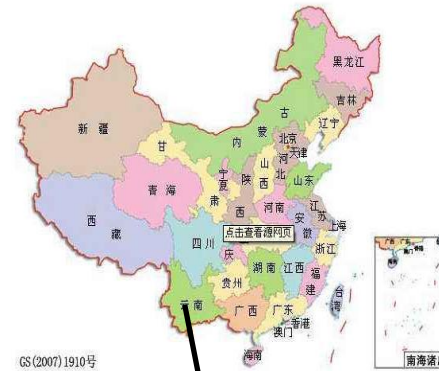 黑龙江
吉林
辽宁
内蒙古
新疆
甘肃
北京
天津
河北
山西
山东
宁夏
陕西
青海
河南
江苏
安徽
上海
西藏
四川
点击查看源网页
庆
浙江
湖南
江西
贵州
福建
云南
广西
广东
台湾
香港
澳门
海南
南海诸
GS(2007)1910号